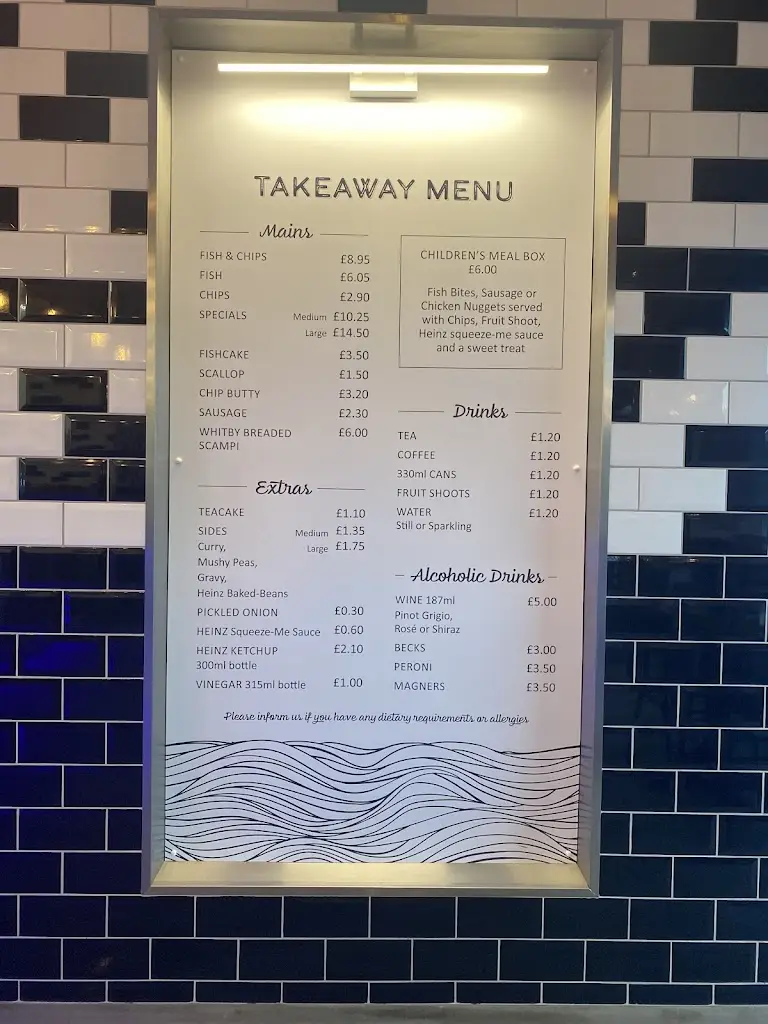 TAKEAWAY MENU
Mains
FISH & CHIPS £8.95
FISH £6.05
CHIPS £2.90
SPECIALS Medium £10.25
Large £14.50
FISHCAKE £3.50
SCALLOP £1.50
CHIP BUTTY £3.20
SAUSAGE £2.30
WHITBY BREADED £6.00
SCAMPI
Extras
TEACAKE £1.10
SIDES Medium £1.35
Curry, Large £1.75
Mushy Peas,
Gravy,
Heinz Baked-Beans
PICKLED ONION £0.30
HEINZ Squeeze-Me Sauce £0.60
HEINZ KETCHUP £2.10
300ml bottle
VINEGAR 315ml bottle £1.00
CHILDREN'S MEAL BOX
£6.00
Fish Bites, Sausage or
Chicken Nuggets served
with Chips, Fruit Shoot,
Heinz squeeze-me sauce
and a sweet treat
Drinks
TEA £1.20
COFFEE £1.20
330ml CANS £1.20
FRUIT SHOOTS £1.20
WATER £1.20
Still or Sparkling
Alcoholic Drinks
WINE 187ml £5.00
Pinot Grigio,
Rosé or Shiraz
BECKS £3.00
PERONI £3.50
MAGNERS £3.50
Please inform us if you have any dietary requirements or allergies